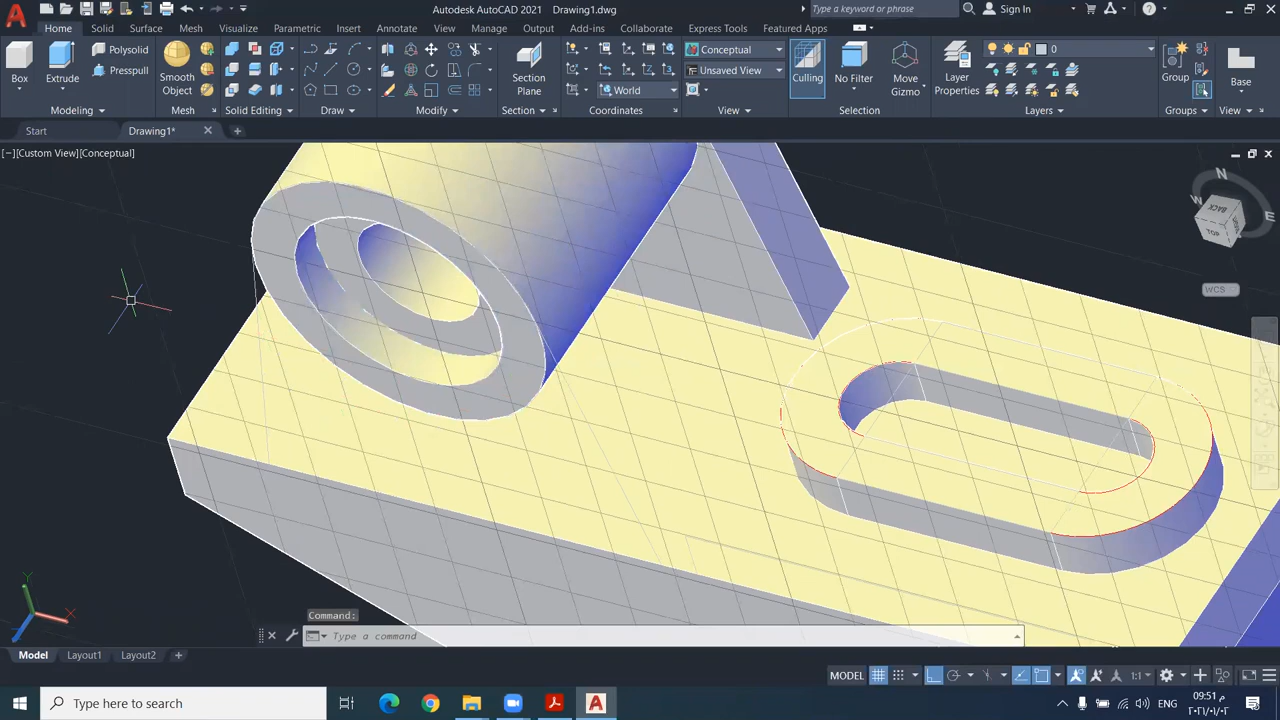 Autodesk AutoCAD 2021 Drawing1.dwg
Type a keyword or phrase
Sign In
Home Solid Surface Mesh Visualize Parametric Insert Annotate View Manage Output Add-ins Collaborate Express Tools Featured Apps
Box
Extrude
Polysolid
Presspull
Smooth
Object
Section
Plane
World
Conceptual
Unsaved View
Culling
No Filter
Move
Gizmo
Layer
Properties
0
Group
Base
Modeling Mesh Solid Editing Draw Modify Section Coordinates View Selection Layers Groups View
Start
Drawing1*
[−][Custom View][Conceptual]
N
W
E
BACK
TOP
WCS
Y
X
Command:
Type a command
Model Layout1 Layout2
MODEL
1:1
Type here to search
ENG
09:51 م